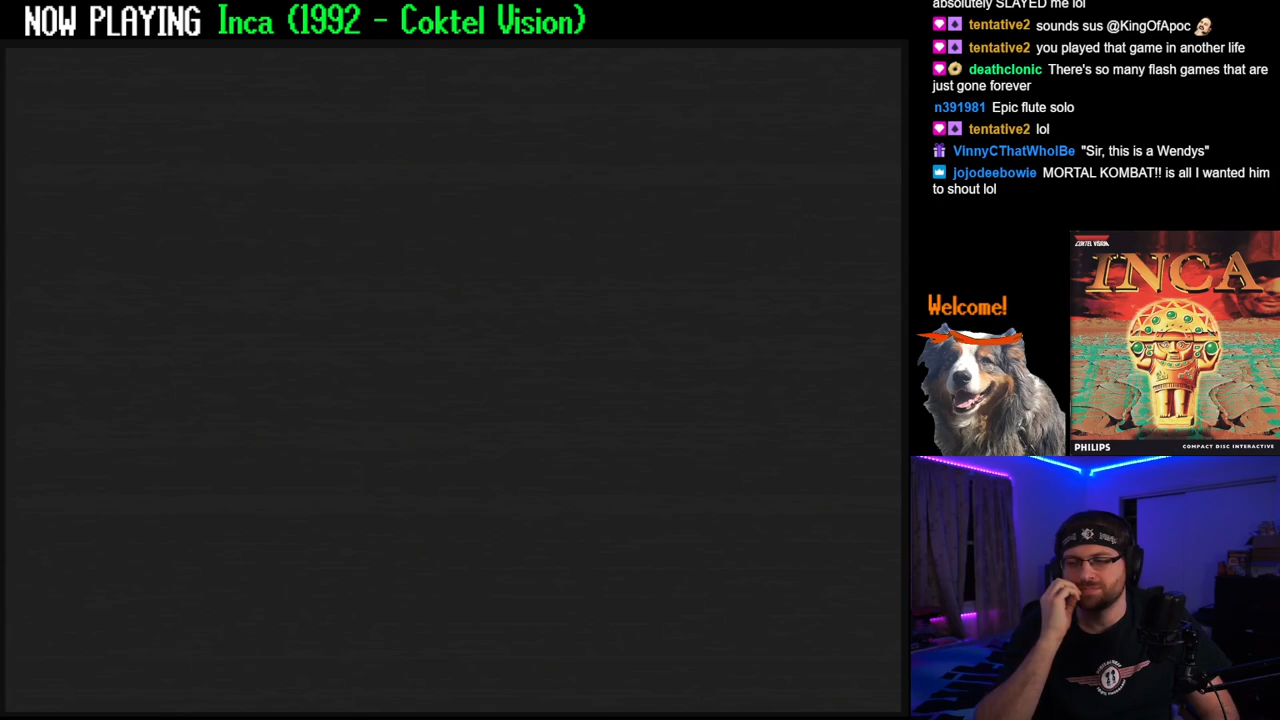 NOW PLAYING Inca (1992 - Coktel Vision)
absolutely SLAYED me lol
tentative2 sounds sus @KingOfApoc
tentative2 you played that game in another life
deathclonic There's so many flash games that are
just gone forever
n391981 Epic flute solo
tentative2 lol
VinnyCThatWhoIBe "Sir, this is a Wendys"
jojodeebowie MORTAL KOMBAT!! is all I wanted him
to shout lol
COKTEL VISION
INCA
Welcome!
PHILIPS
COMPACT DISC INTERACTIVE